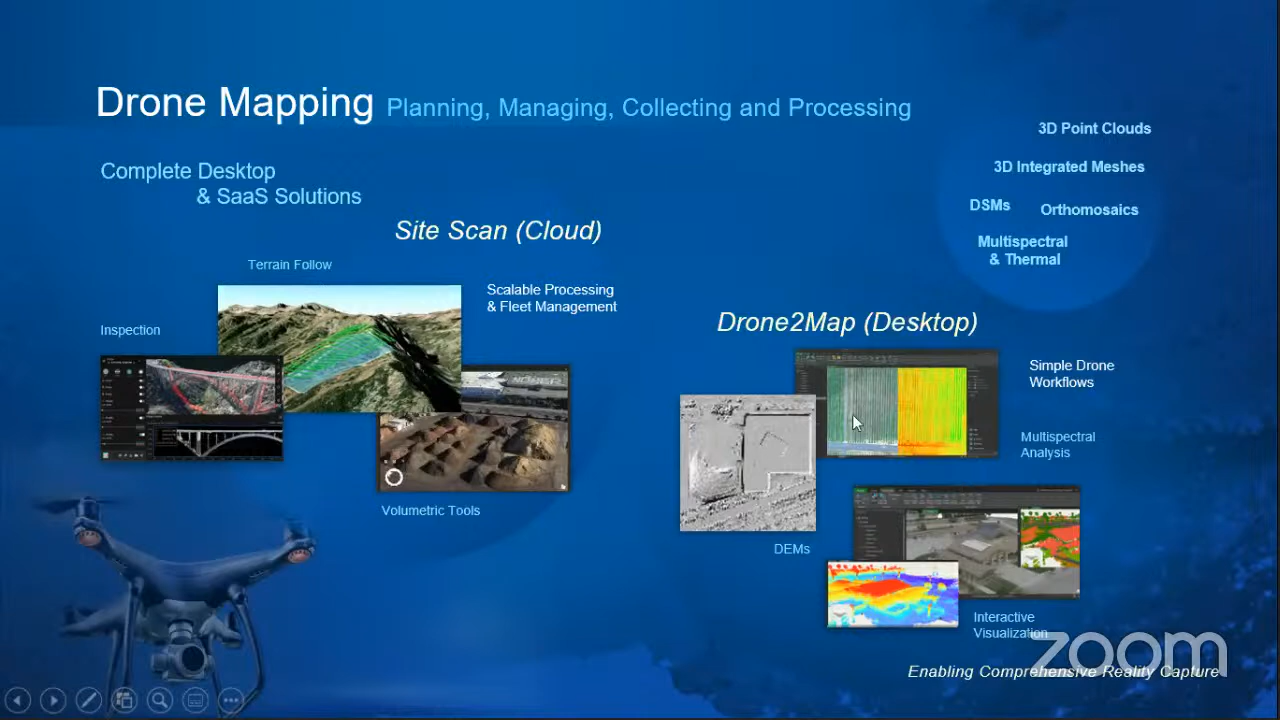 Drone Mapping Planning, Managing, Collecting and Processing
3D Point Clouds
3D Integrated Meshes
DSMs
Orthomosaics
Multispectral
& Thermal
Complete Desktop
& SaaS Solutions
Site Scan (Cloud)
Terrain Follow
Scalable Processing
& Fleet Management
Inspection
Volumetric Tools
Drone2Map (Desktop)
Simple Drone
Workflows
Multispectral
Analysis
DEMs
Interactive
Visualization
zoom
Enabling Comprehensive Reality Capture